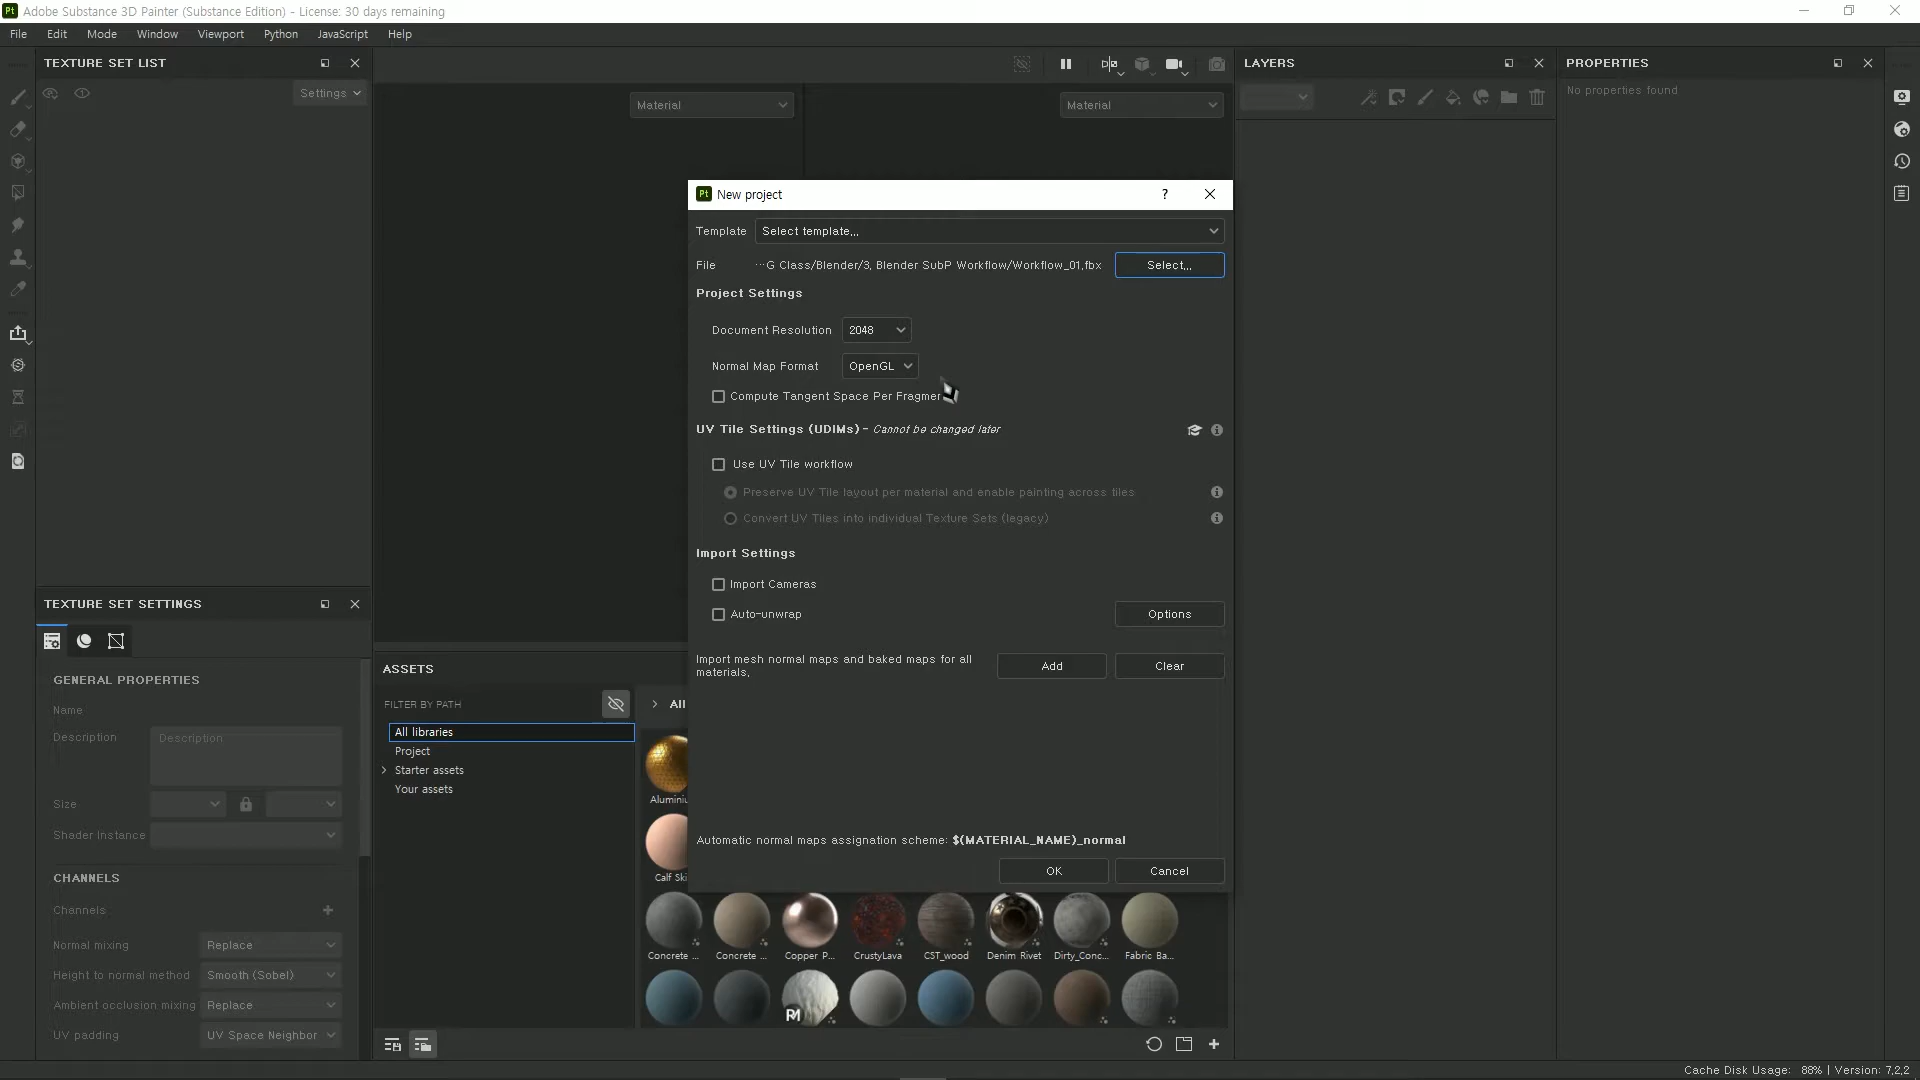 Pt Adobe Substance 3D Painter (Substance Edition) - License: 30 days remaining
File Edit Mode Window Viewport Python JavaScript Help
TEXTURE SET LIST
Settings
Material
Material
LAYERS
PROPERTIES
No properties found
Pt New project ?
Template Select template...
File ···G Class/Blender/3. Blender SubP Workflow/Workflow_01.fbx Select...
Project Settings
Document Resolution 2048
Normal Map Format OpenGL
Compute Tangent Space Per Fragmer
UV Tile Settings (UDIMs) - Cannot be changed later
Use UV Tile workflow
Preserve UV Tile layout per material and enable painting across tiles
Convert UV Tiles into individual Texture Sets (legacy)
Import Settings
Import Cameras
Auto-unwrap
Options
Import mesh normal maps and baked maps for all
materials.
Add
Clear
Automatic normal maps assignation scheme: $(MATERIAL_NAME)_normal
OK
Cancel
TEXTURE SET SETTINGS
GENERAL PROPERTIES
Name
Description
Description
Size
Shader Instance
CHANNELS
Channels +
Normal mixing Replace
Height to normal method Smooth (Sobel)
Ambient occlusion mixing Replace
UV padding UV Space Neighbor
ASSETS
FILTER BY PATH
All libraries
Project
Starter assets
Your assets
> All
Aluminiu
Calf Ski
Concrete ... Concrete ... Copper P... CrustyLava CST_wood Denim Rivet Dirty_Conc... Fabric Ba...
RM
Cache Disk Usage: 88% | Version: 7.2.2